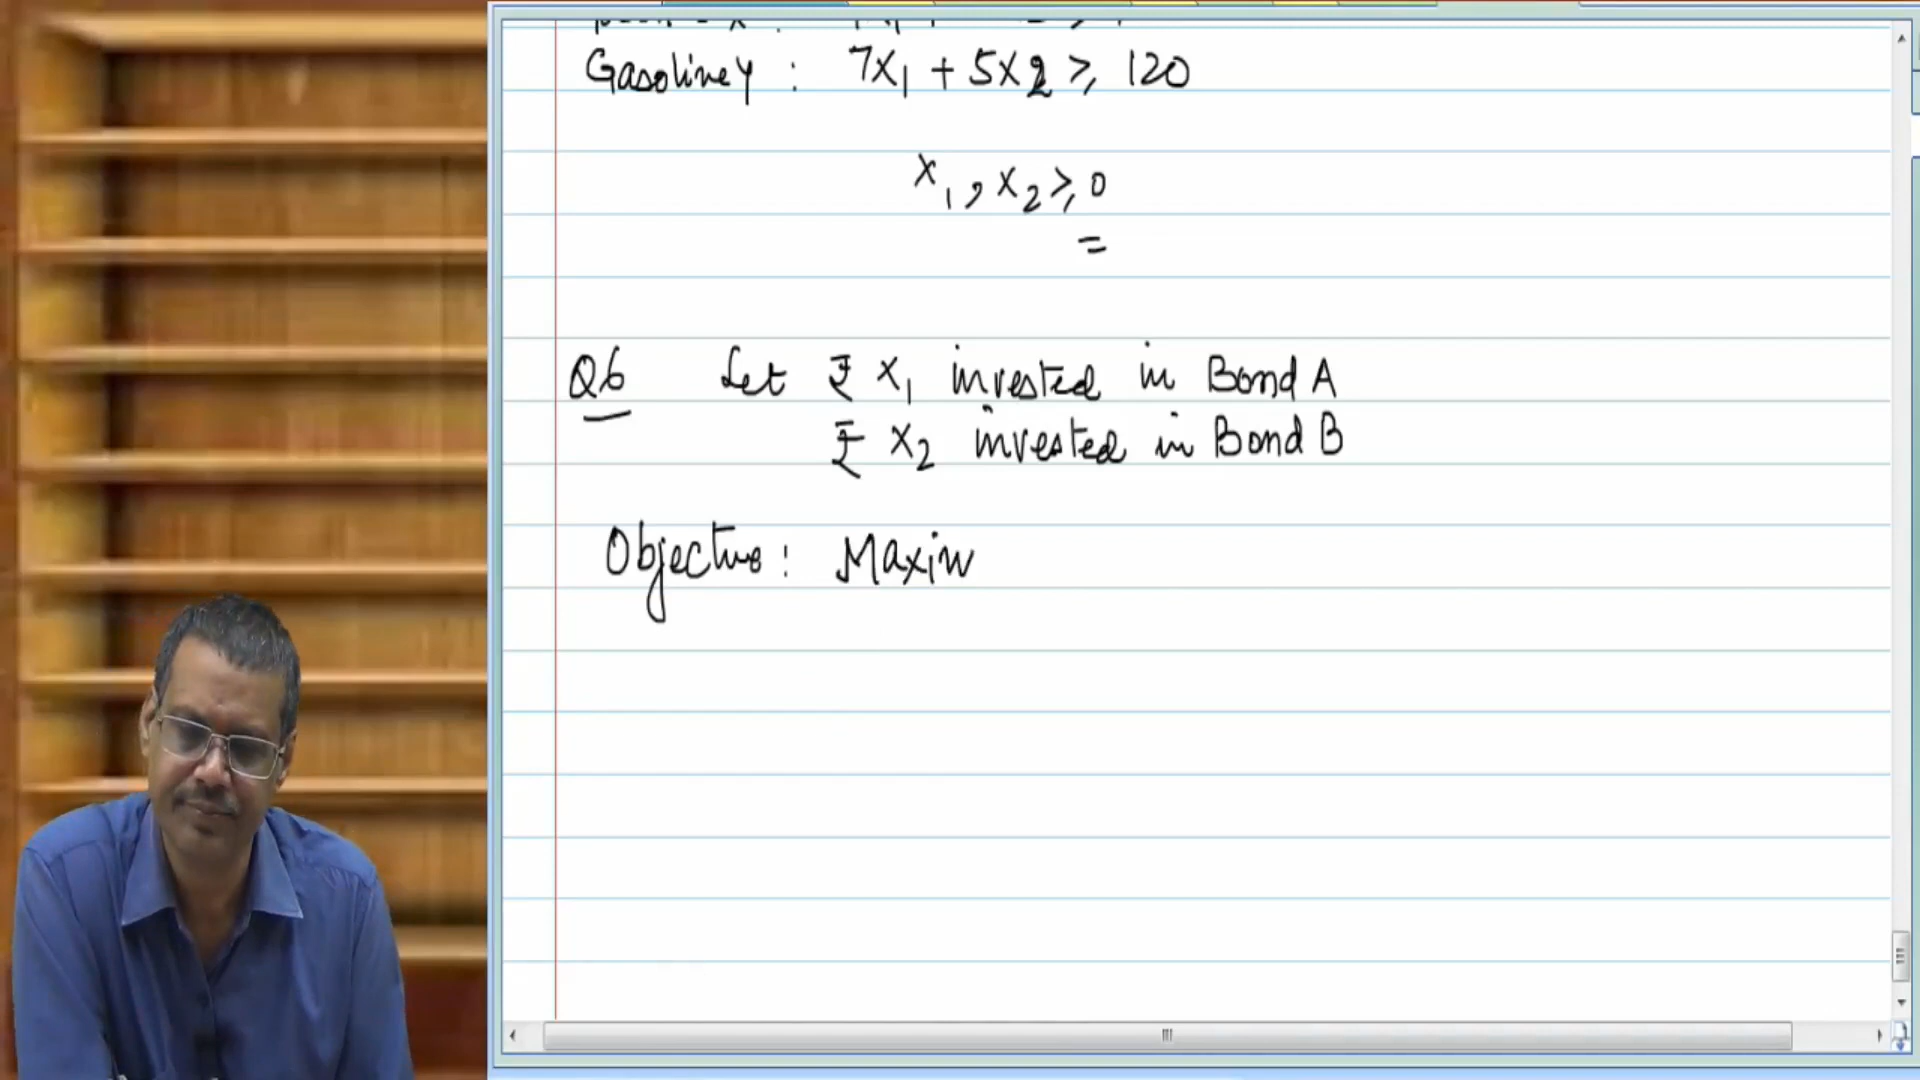 Gasoline Y : 7x₁ + 5x₂ ≥ 120
x₁, x₂ ≥ 0
=
Q6 Let ₹ x₁ invested in Bond A
₹ x₂ invested in Bond B
Objective : Maxim